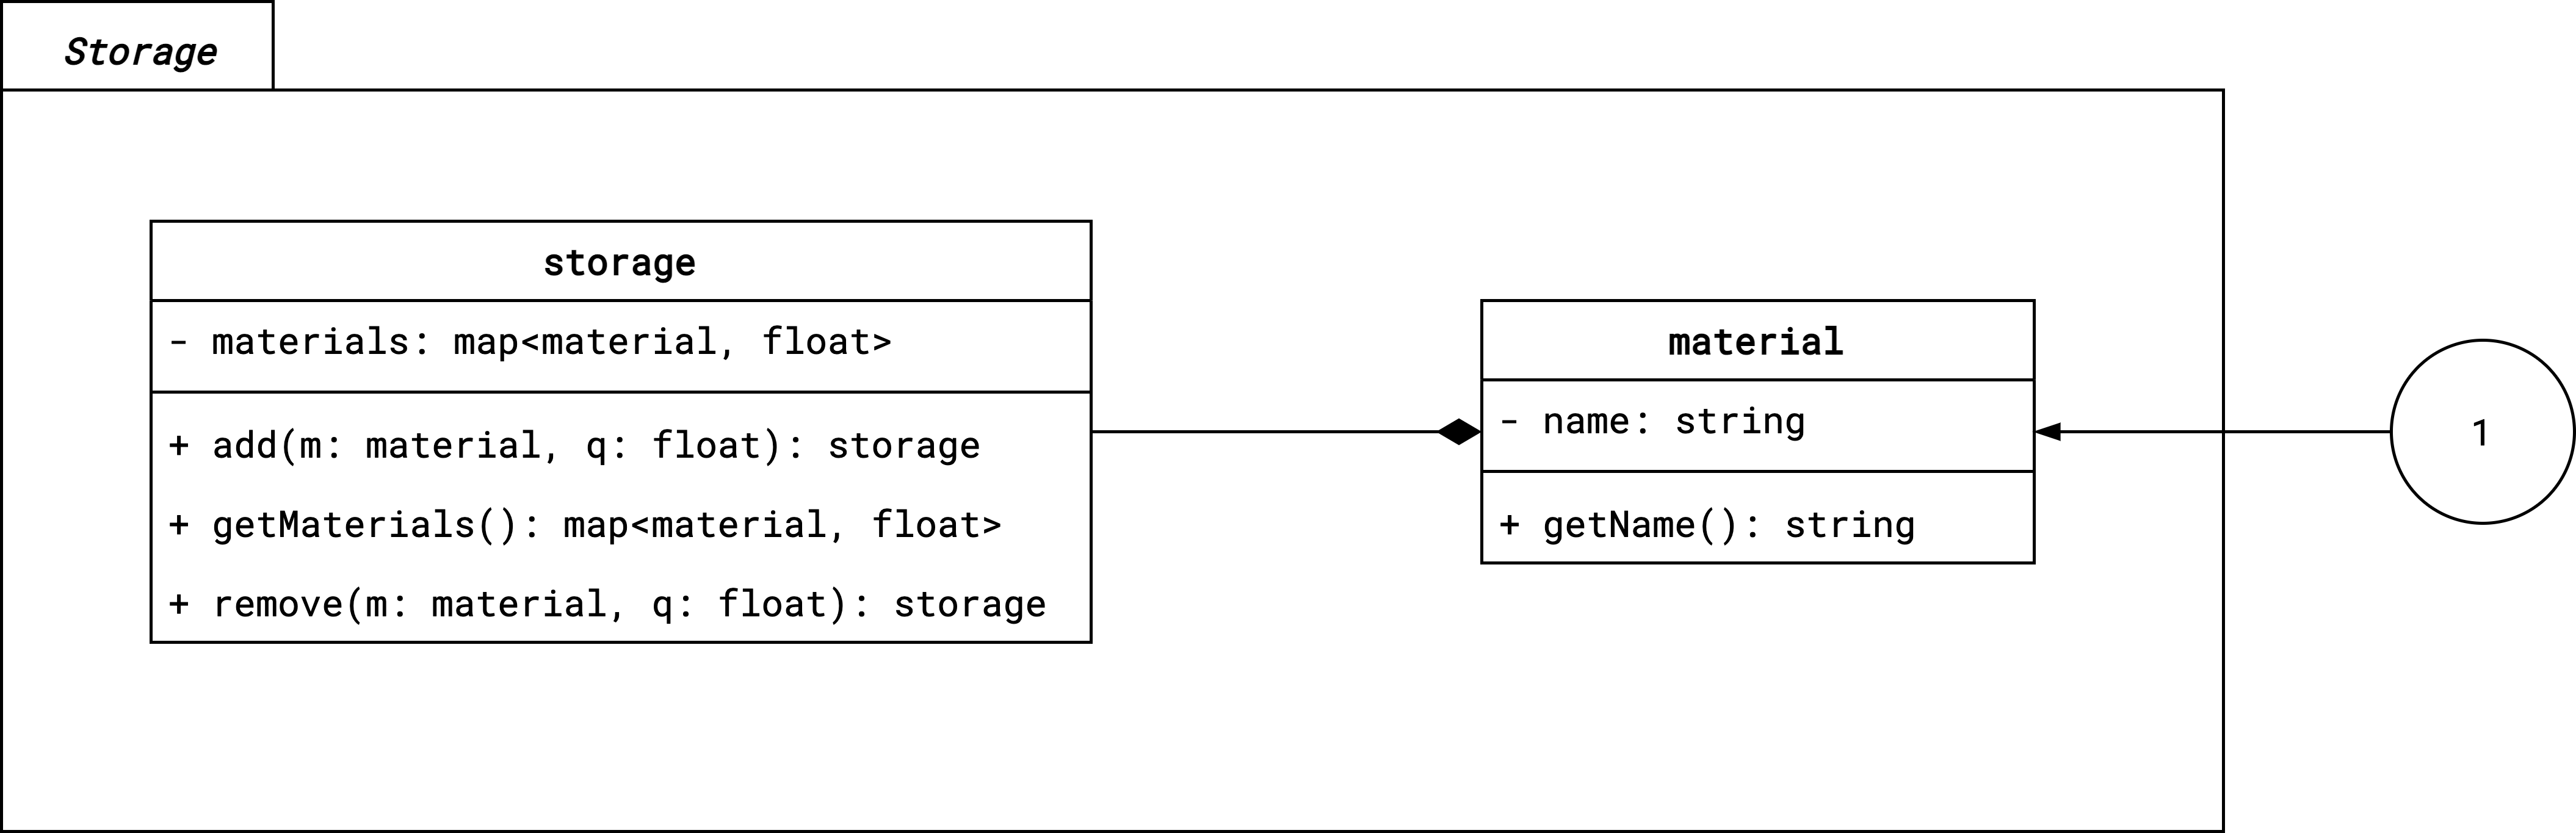 Storage
storage
- materials: map<material, float>
+ add(m: material, q: float): storage
+ getMaterials(): map<material, float>
+ remove(m: material, q: float): storage
material
- name: string
+ getName(): string
1